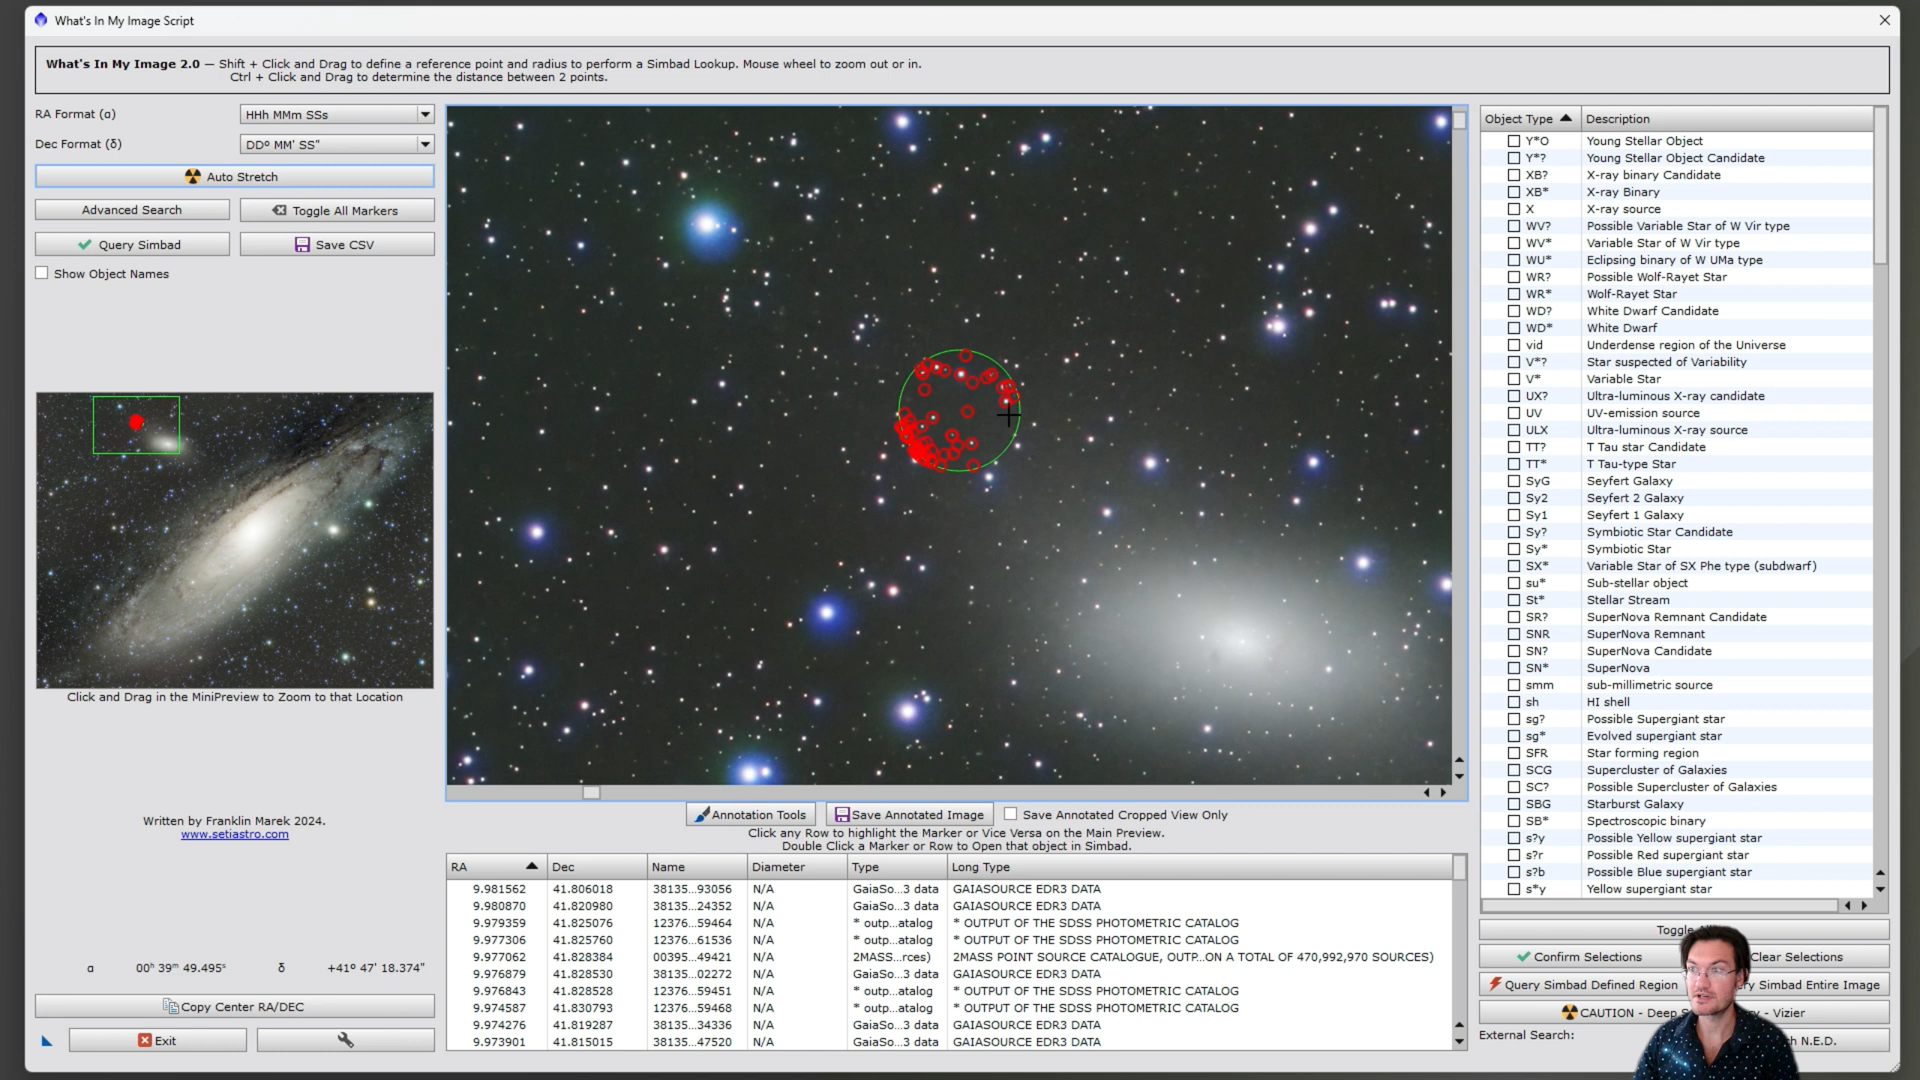 What's In My Image Script
What's In My Image 2.0 — Shift + Click and Drag to define a reference point and radius to perform a Simbad Lookup. Mouse wheel to zoom out or in.
Ctrl + Click and Drag to determine the distance between 2 points.
RA Format (α)
HHh MMm SSs
Dec Format (δ)
DDº MM' SS"
Auto Stretch
Advanced Search
Toggle All Markers
Query Simbad
Save CSV
Show Object Names
Click and Drag in the MiniPreview to Zoom to that Location
Written by Franklin Marek 2024.
www.setiastro.com
α 00ʰ 39ᵐ 49.495ˢ δ +41º 47' 18.374"
Copy Center RA/DEC
Exit
Annotation Tools
Save Annotated Image
Save Annotated Cropped View Only
Click any Row to highlight the Marker or Vice Versa on the Main Preview.
Double Click a Marker or Row to Open that object in Simbad.
RA Dec Name Diameter Type Long Type
9.981562 41.806018 38135...93056 N/A GaiaSo...3 data GAIASOURCE EDR3 DATA
9.980870 41.820980 38135...24352 N/A GaiaSo...3 data GAIASOURCE EDR3 DATA
9.979359 41.825076 12376...59464 N/A * outp...atalog * OUTPUT OF THE SDSS PHOTOMETRIC CATALOG
9.977306 41.825760 12376...61536 N/A * outp...atalog * OUTPUT OF THE SDSS PHOTOMETRIC CATALOG
9.977062 41.828384 00395...49421 N/A 2MASS...rces) 2MASS POINT SOURCE CATALOGUE, OUTP...ON A TOTAL OF 470,992,970 SOURCES)
9.976879 41.828530 38135...02272 N/A GaiaSo...3 data GAIASOURCE EDR3 DATA
9.976843 41.828528 12376...59451 N/A * outp...atalog * OUTPUT OF THE SDSS PHOTOMETRIC CATALOG
9.974587 41.830793 12376...59468 N/A * outp...atalog * OUTPUT OF THE SDSS PHOTOMETRIC CATALOG
9.974276 41.819287 38135...34336 N/A GaiaSo...3 data GAIASOURCE EDR3 DATA
9.973901 41.815015 38135...47520 N/A GaiaSo...3 data GAIASOURCE EDR3 DATA
Object Type Description
Y*O Young Stellar Object
Y*? Young Stellar Object Candidate
XB? X-ray binary Candidate
XB* X-ray Binary
X X-ray source
WV? Possible Variable Star of W Vir type
WV* Variable Star of W Vir type
WU* Eclipsing binary of W UMa type
WR? Possible Wolf-Rayet Star
WR* Wolf-Rayet Star
WD? White Dwarf Candidate
WD* White Dwarf
vid Underdense region of the Universe
V*? Star suspected of Variability
V* Variable Star
UX? Ultra-luminous X-ray candidate
UV UV-emission source
ULX Ultra-luminous X-ray source
TT? T Tau star Candidate
TT* T Tau-type Star
SyG Seyfert Galaxy
Sy2 Seyfert 2 Galaxy
Sy1 Seyfert 1 Galaxy
Sy? Symbiotic Star Candidate
Sy* Symbiotic Star
SX* Variable Star of SX Phe type (subdwarf)
su* Sub-stellar object
St* Stellar Stream
SR? SuperNova Remnant Candidate
SNR SuperNova Remnant
SN? SuperNova Candidate
SN* SuperNova
smm sub-millimetric source
sh HI shell
sg? Possible Supergiant star
sg* Evolved supergiant star
SFR Star forming region
SCG Supercluster of Galaxies
SC? Possible Supercluster of Galaxies
SBG Starburst Galaxy
SB* Spectroscopic binary
s?y Possible Yellow supergiant star
s?r Possible Red supergiant star
s?b Possible Blue supergiant star
s*y Yellow supergiant star
Toggle
Confirm Selections
Clear Selections
Query Simbad Defined Region
Simbad Entire Image
CAUTION - Deep - Vizier
External Search:
N.E.D.